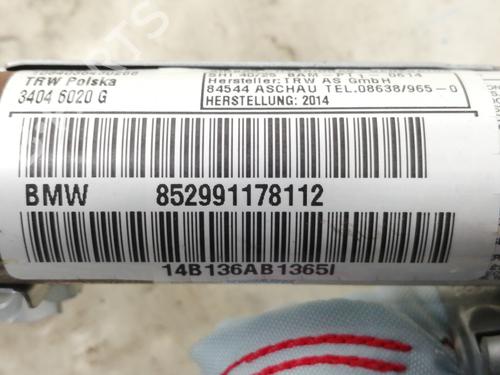 TRW Polska
3404 6020 G
Hersteller: TRW AS GmbH
84544 ASCHAU TEL.08638/965-0
HERSTELLUNG: 2014
BMW 852991178112
14B136AB1365I